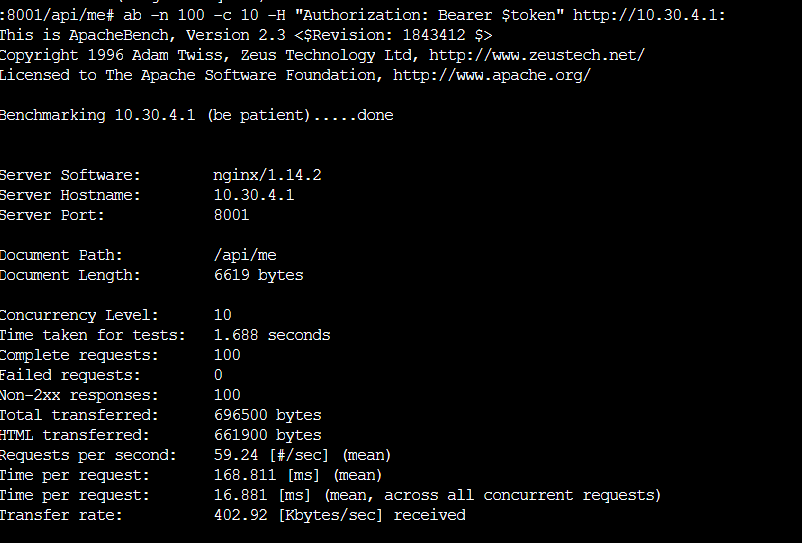 :8001/api/me# ab -n 100 -c 10 -H "Authorization: Bearer $token" http://10.30.4.1:
This is ApacheBench, Version 2.3 <$Revision: 1843412 $>
Copyright 1996 Adam Twiss, Zeus Technology Ltd, http://www.zeustech.net/
Licensed to The Apache Software Foundation, http://www.apache.org/

Benchmarking 10.30.4.1 (be patient).....done

Server Software:        nginx/1.14.2
Server Hostname:        10.30.4.1
Server Port:            8001

Document Path:          /api/me
Document Length:        6619 bytes

Concurrency Level:      10
Time taken for tests:   1.688 seconds
Complete requests:      100
Failed requests:        0
Non-2xx responses:      100
Total transferred:      696500 bytes
HTML transferred:       661900 bytes
Requests per second:    59.24 [#/sec] (mean)
Time per request:       168.811 [ms] (mean)
Time per request:       16.881 [ms] (mean, across all concurrent requests)
Transfer rate:          402.92 [Kbytes/sec] received